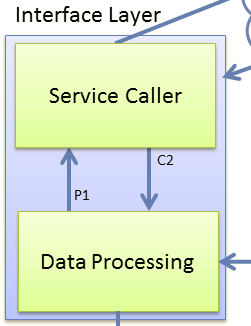 Interface Layer
Service Caller
C2
P1
Data Processing